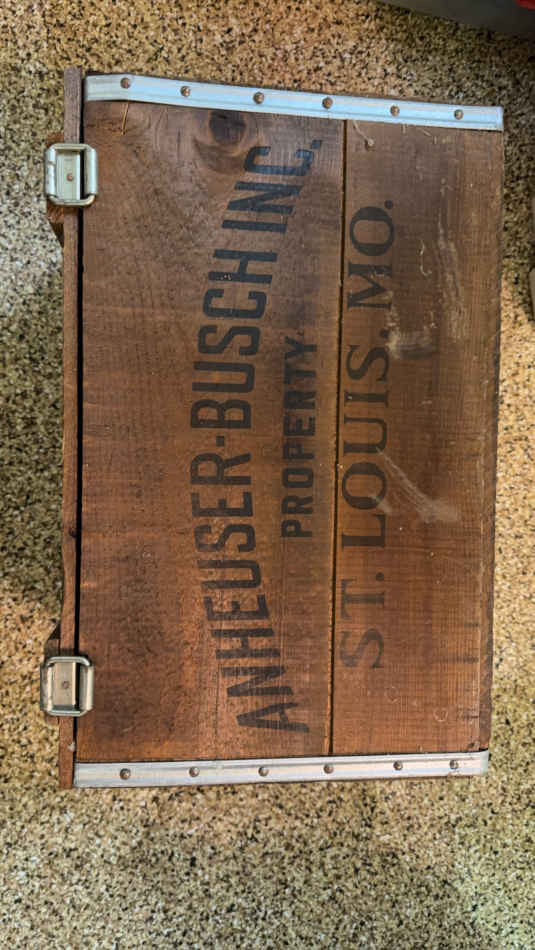 ANHEUSER-BUSCH INC.
PROPERTY
ST. LOUIS, MO.